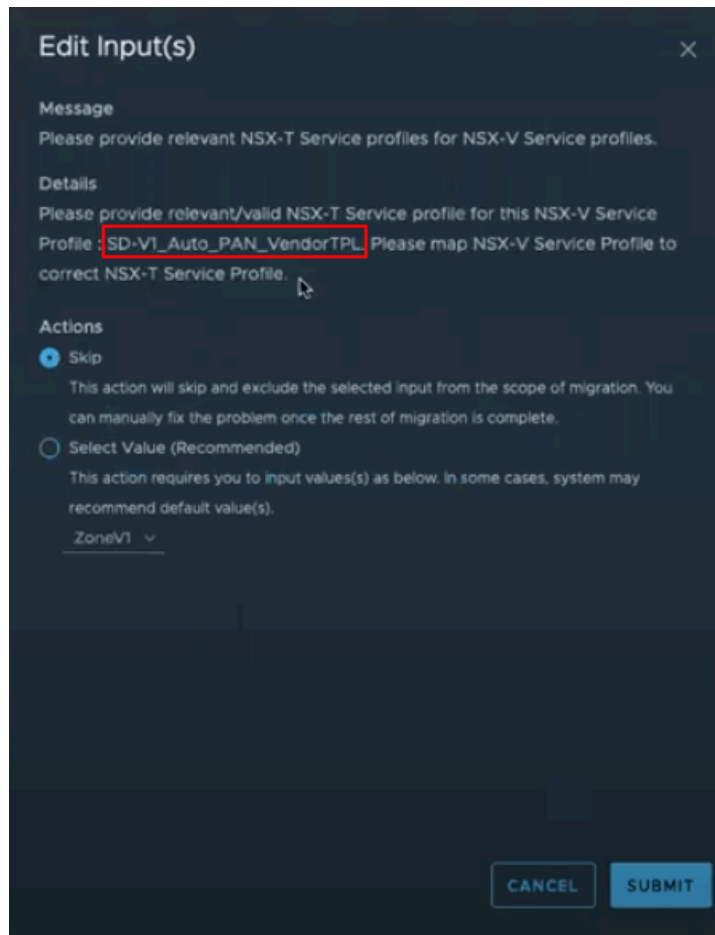 Edit Input(s)
Message
Please provide relevant NSX-T Service profiles for NSX-V Service profiles.
Details
Please provide relevant/valid NSX-T Service profile for this NSX-V Service
Profile : SD-V1_Auto_PAN_VendorTPL. Please map NSX-V Service Profile to
correct NSX-T Service Profile.
Actions
Skip
This action will skip and exclude the selected input from the scope of migration. You
can manually fix the problem once the rest of migration is complete.
Select Value (Recommended)
This action requires you to input values(s) as below. In some cases, system may
recommend default value(s).
ZoneV1
CANCEL SUBMIT